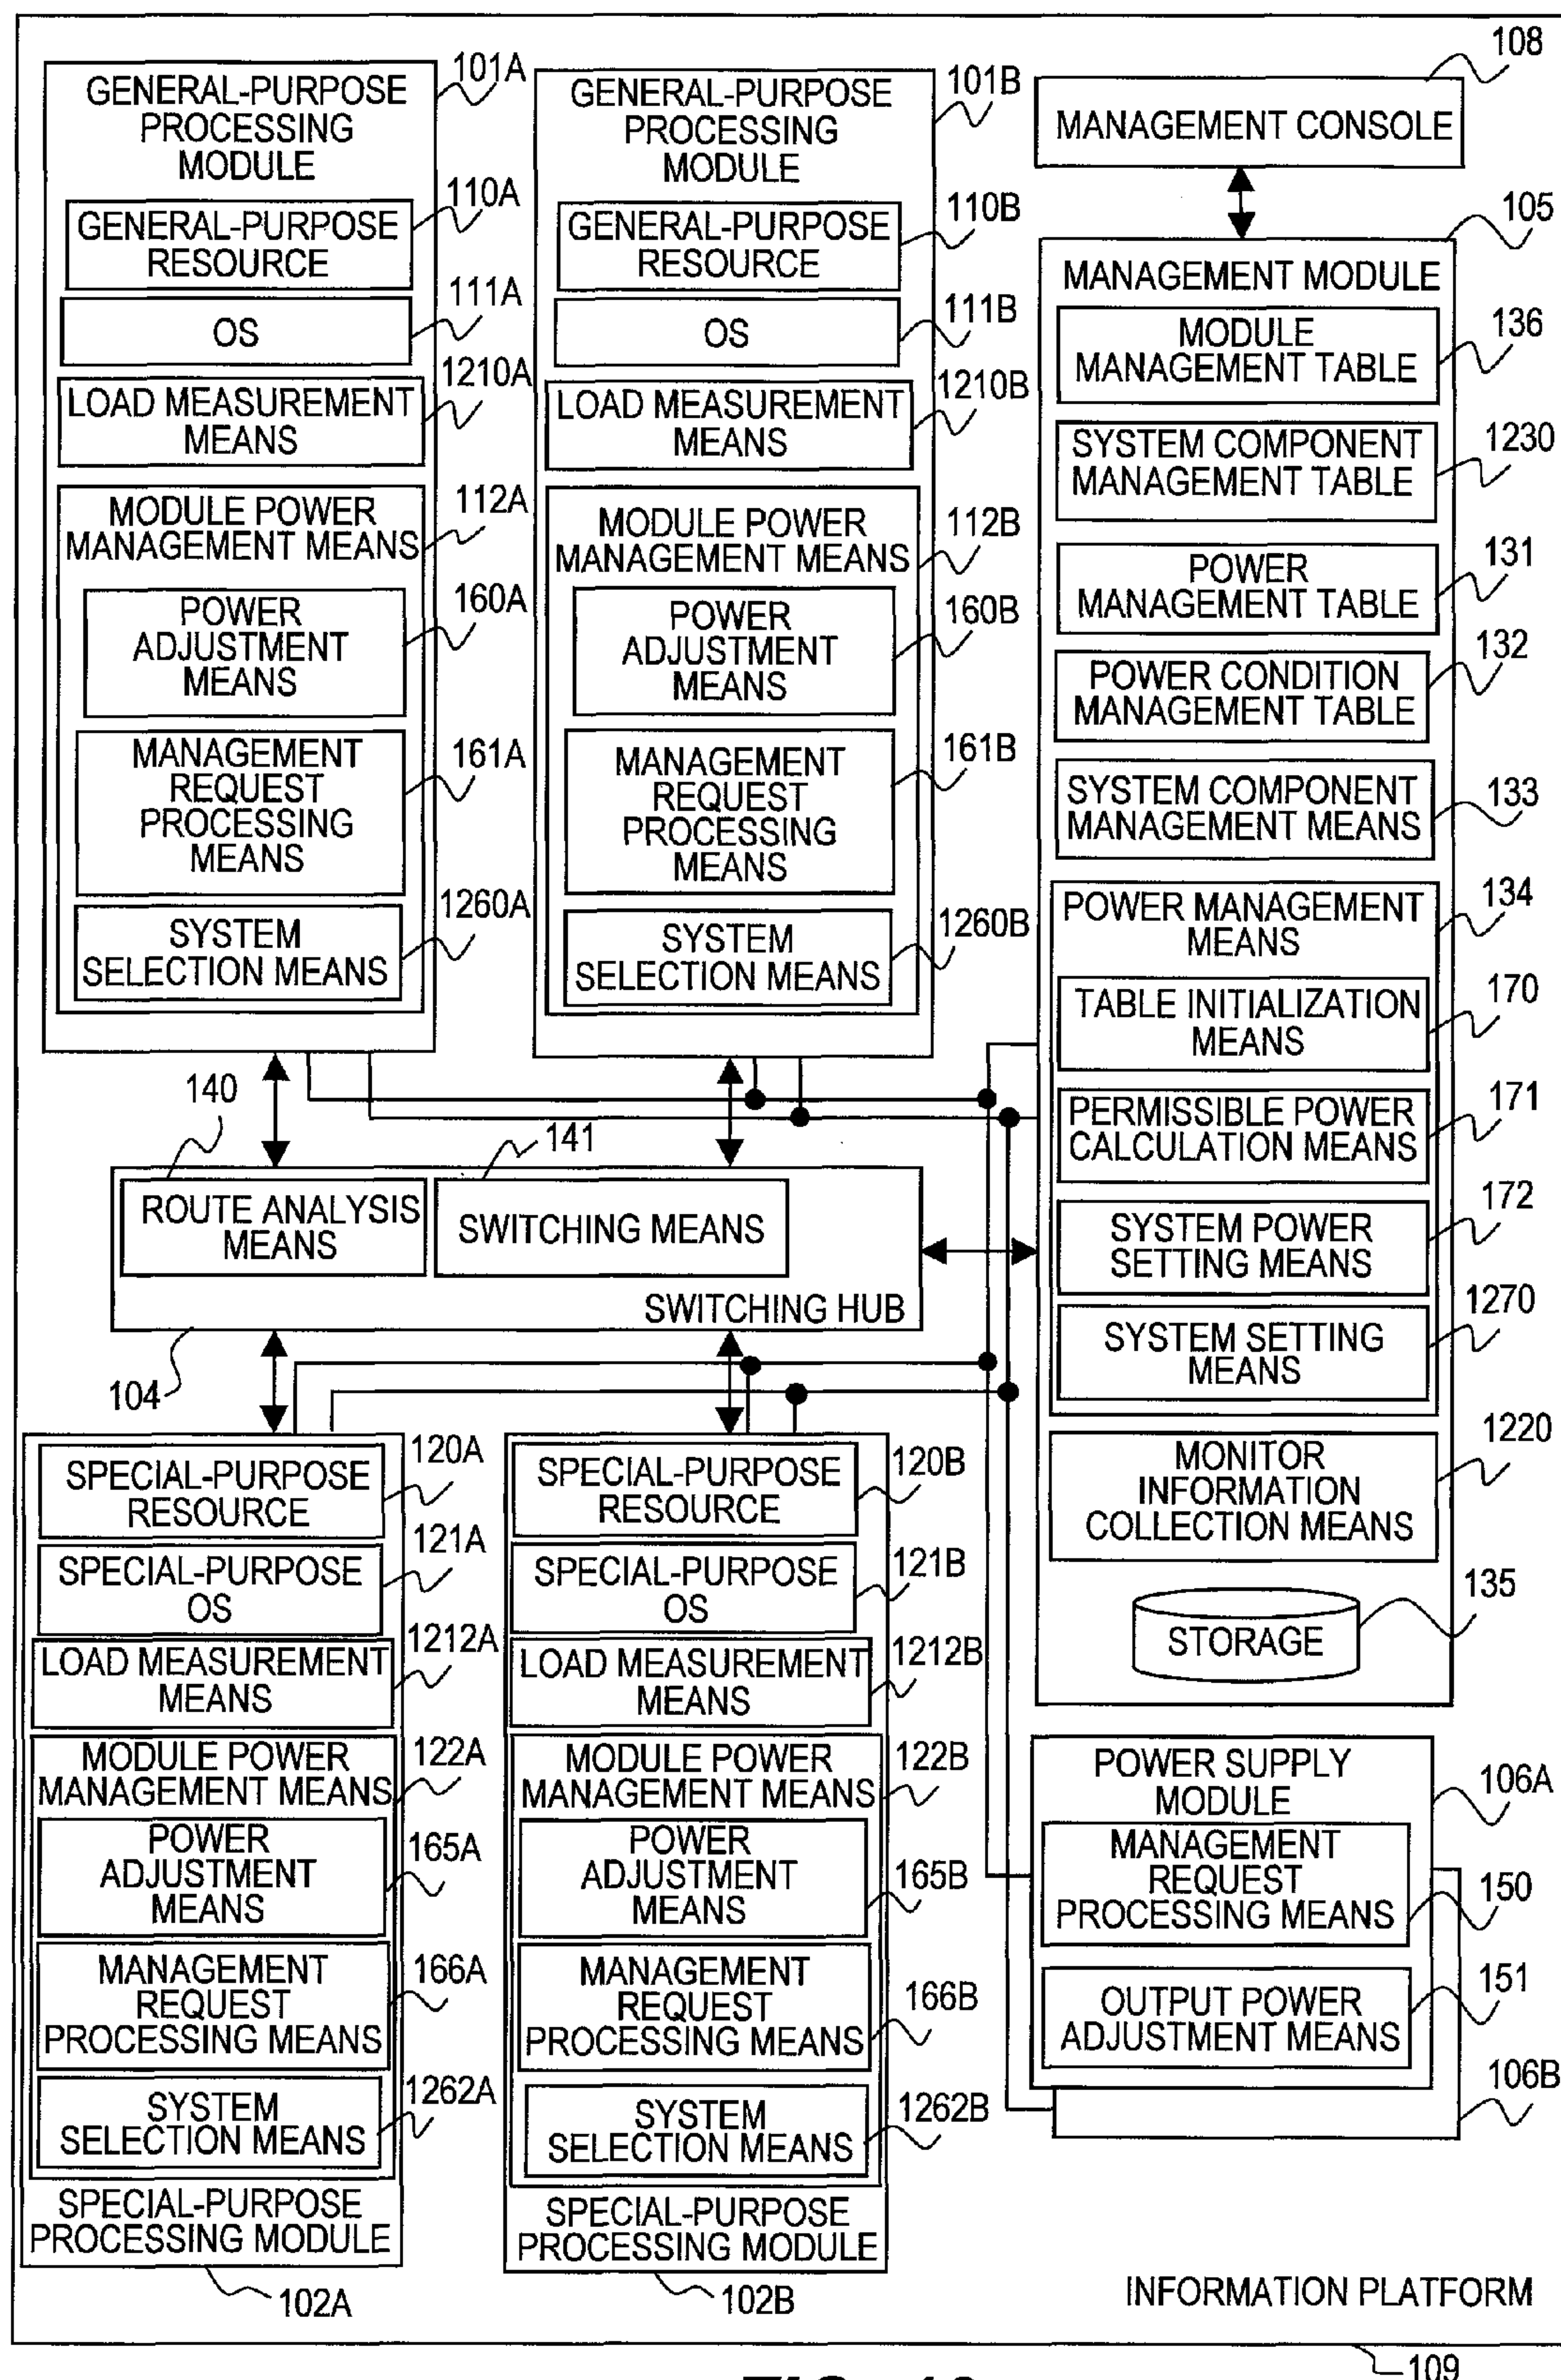 101A
GENERAL-PURPOSE
PROCESSING
MODULE
110A
GENERAL-PURPOSE
RESOURCE
111A
OS
1210A
LOAD MEASUREMENT
MEANS
112A
MODULE POWER
MANAGEMENT MEANS
160A
POWER
ADJUSTMENT
MEANS
161A
MANAGEMENT
REQUEST
PROCESSING
MEANS
1260A
SYSTEM
SELECTION MEANS
101B
GENERAL-PURPOSE
PROCESSING
MODULE
110B
GENERAL-PURPOSE
RESOURCE
111B
OS
1210B
LOAD MEASUREMENT
MEANS
112B
MODULE POWER
MANAGEMENT MEANS
160B
POWER
ADJUSTMENT
MEANS
161B
MANAGEMENT
REQUEST
PROCESSING
MEANS
1260B
SYSTEM
SELECTION MEANS
108
MANAGEMENT CONSOLE
105
MANAGEMENT MODULE
136
MODULE
MANAGEMENT TABLE
1230
SYSTEM COMPONENT
MANAGEMENT TABLE
131
POWER
MANAGEMENT TABLE
132
POWER CONDITION
MANAGEMENT TABLE
133
SYSTEM COMPONENT
MANAGEMENT MEANS
134
POWER MANAGEMENT
MEANS
170
TABLE INITIALIZATION
MEANS
171
PERMISSIBLE POWER
CALCULATION MEANS
172
SYSTEM POWER
SETTING MEANS
1270
SYSTEM SETTING
MEANS
1220
MONITOR
INFORMATION
COLLECTION MEANS
135
STORAGE
140
ROUTE ANALYSIS
MEANS
141
SWITCHING MEANS
SWITCHING HUB
104
120A
SPECIAL-PURPOSE
RESOURCE
121A
SPECIAL-PURPOSE
OS
1212A
LOAD MEASUREMENT
MEANS
122A
MODULE POWER
MANAGEMENT MEANS
165A
POWER
ADJUSTMENT
MEANS
166A
MANAGEMENT
REQUEST
PROCESSING MEANS
1262A
SYSTEM
SELECTION MEANS
SPECIAL-PURPOSE
PROCESSING MODULE
102A
120B
SPECIAL-PURPOSE
RESOURCE
121B
SPECIAL-PURPOSE
OS
1212B
LOAD MEASUREMENT
MEANS
122B
MODULE POWER
MANAGEMENT MEANS
165B
POWER
ADJUSTMENT
MEANS
166B
MANAGEMENT
REQUEST
PROCESSING MEANS
1262B
SYSTEM
SELECTION MEANS
SPECIAL-PURPOSE
PROCESSING MODULE
102B
106A
POWER SUPPLY
MODULE
150
MANAGEMENT
REQUEST
PROCESSING MEANS
151
OUTPUT POWER
ADJUSTMENT MEANS
106B
INFORMATION PLATFORM
109